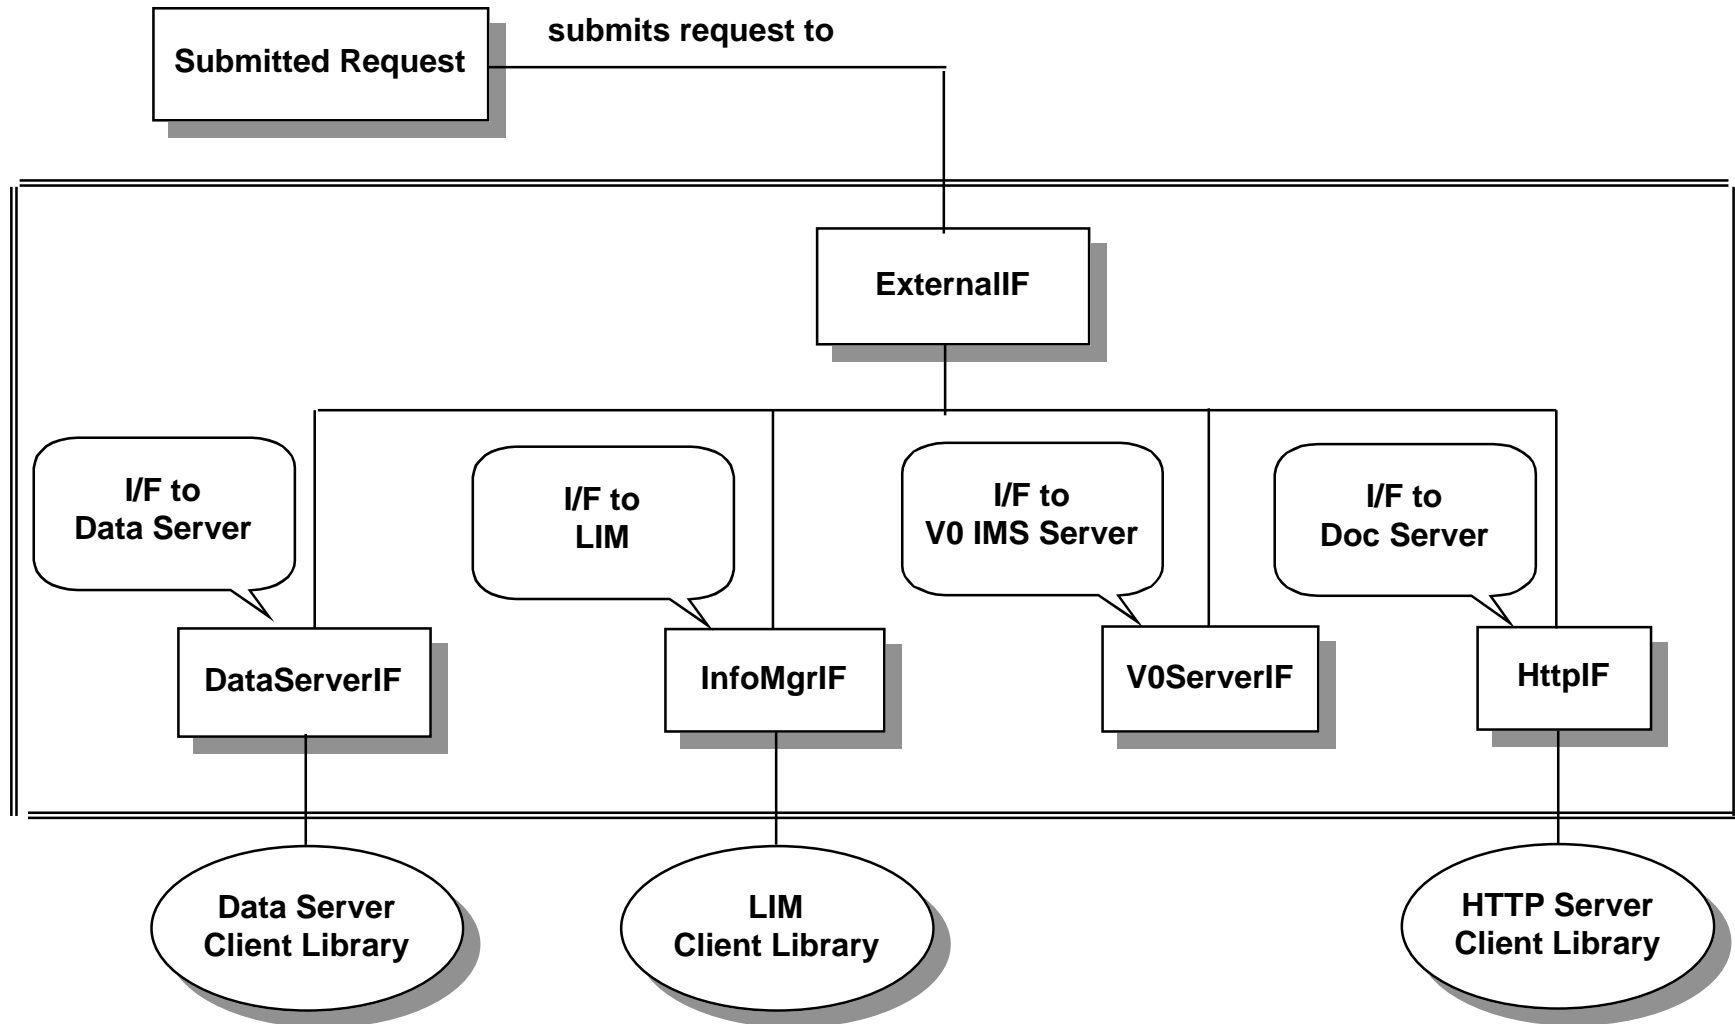 submits request to
Submitted Request
ExternalIF
I/F to
Data Server
I/F to
LIM
I/F to
V0 IMS Server
I/F to
Doc Server
DataServerIF
InfoMgrIF
V0ServerIF
HttpIF
Data Server
Client Library
LIM
Client Library
HTTP Server
Client Library